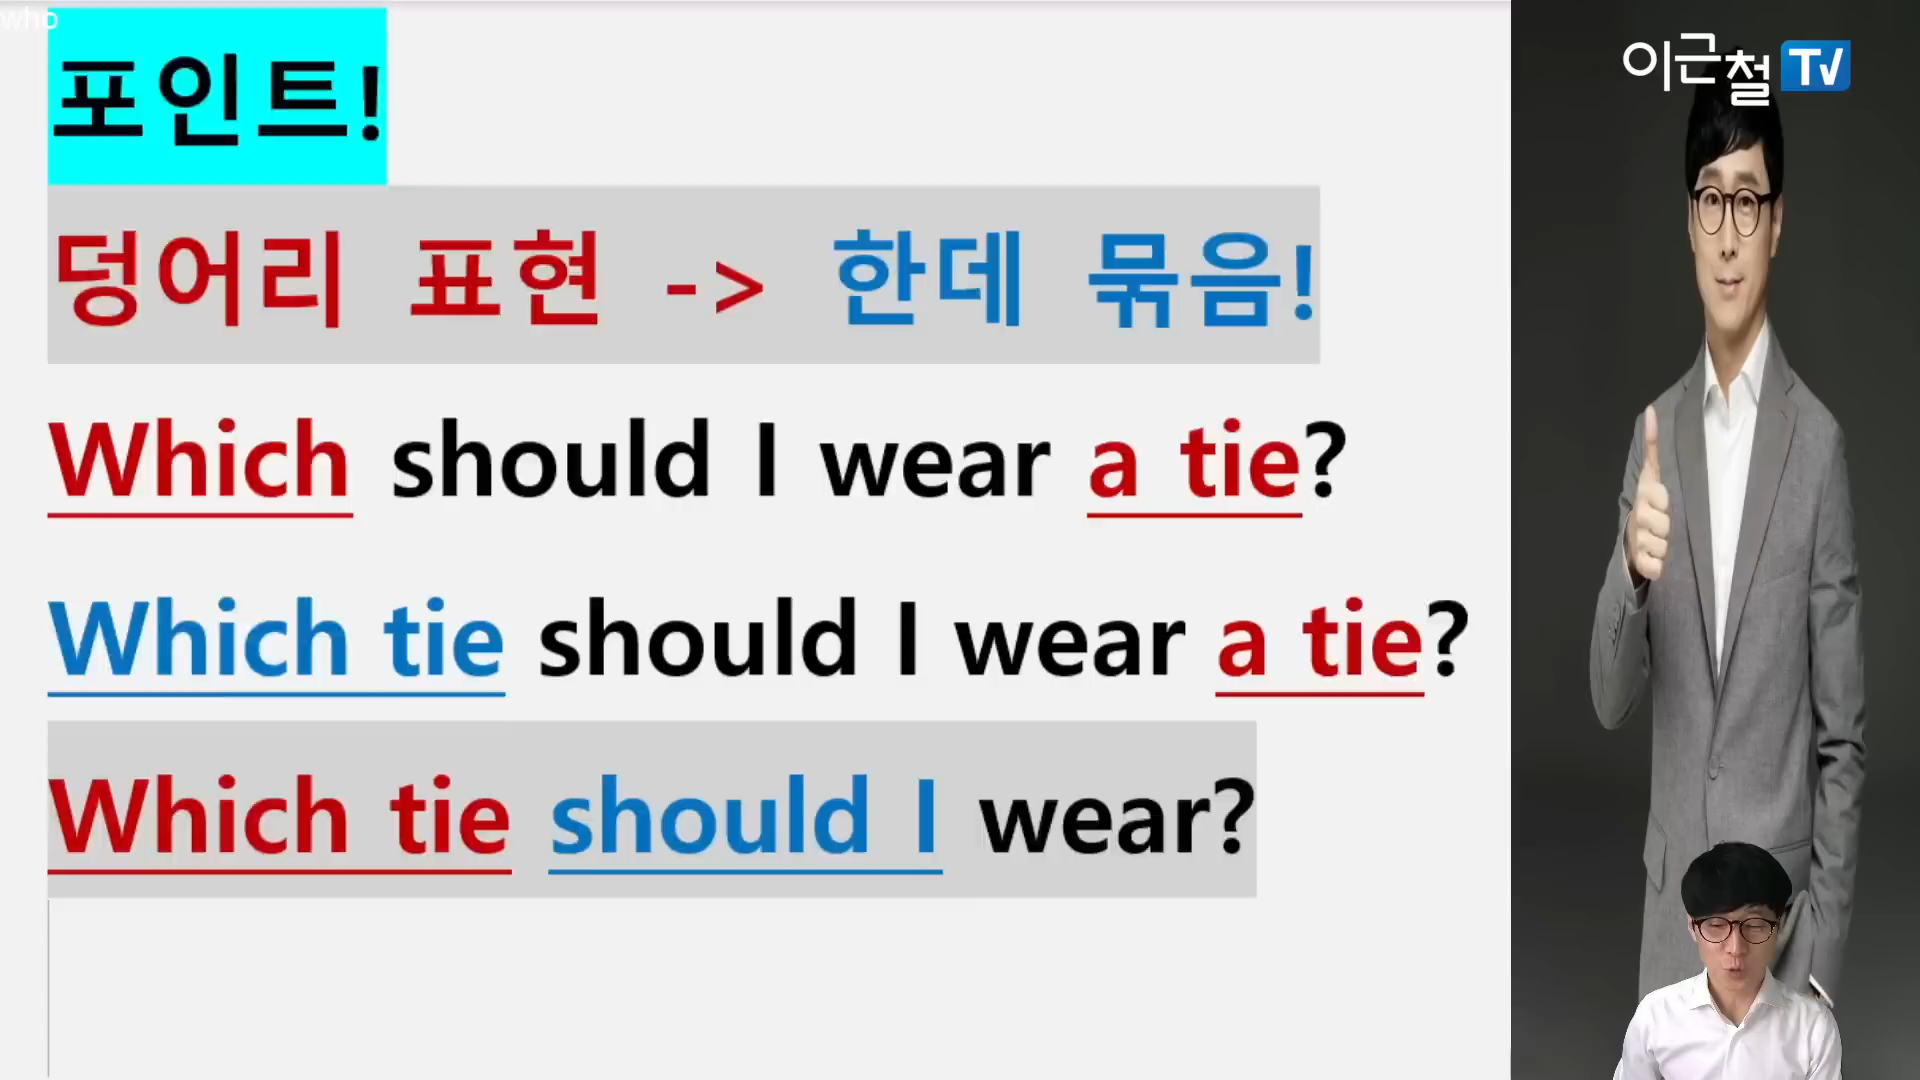 who
포인트!
덩어리 표현 -> 한데 묶음!
Which should I wear a tie?
Which tie should I wear a tie?
Which tie should I wear?
이근철 TV